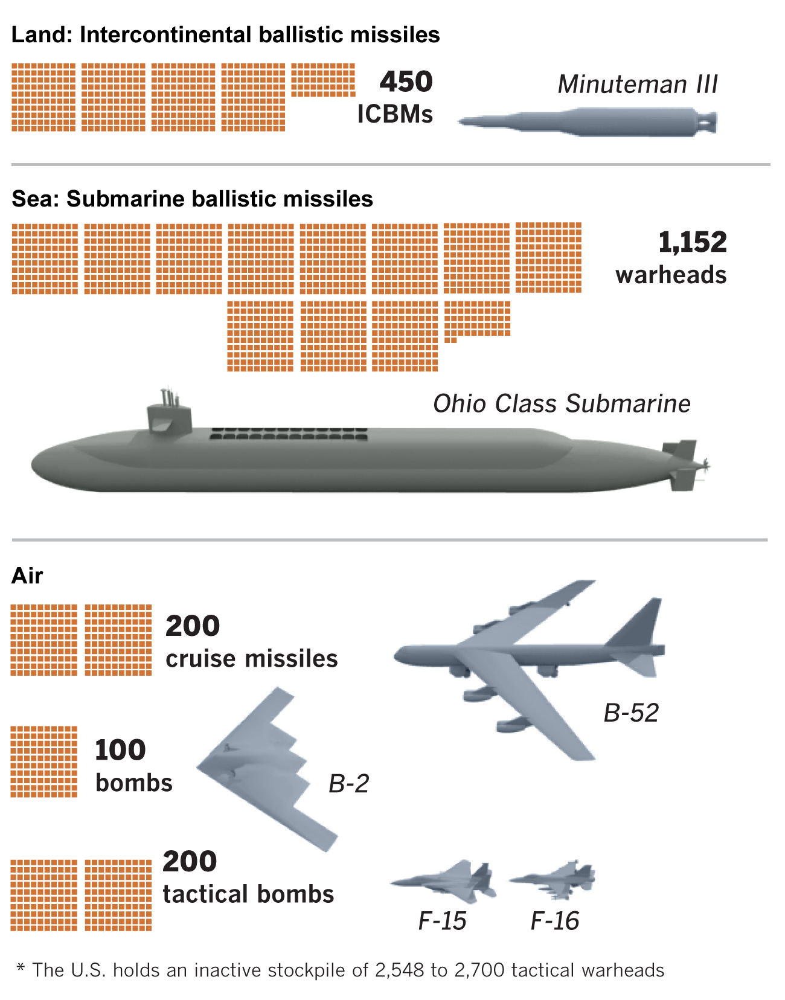 Land: Intercontinental ballistic missiles
450
ICBMs
Minuteman III
Sea: Submarine ballistic missiles
1,152
warheads
Ohio Class Submarine
Air
200
cruise missiles
B-52
100
bombs
B-2
200
tactical bombs
F-15
F-16
* The U.S. holds an inactive stockpile of 2,548 to 2,700 tactical warheads